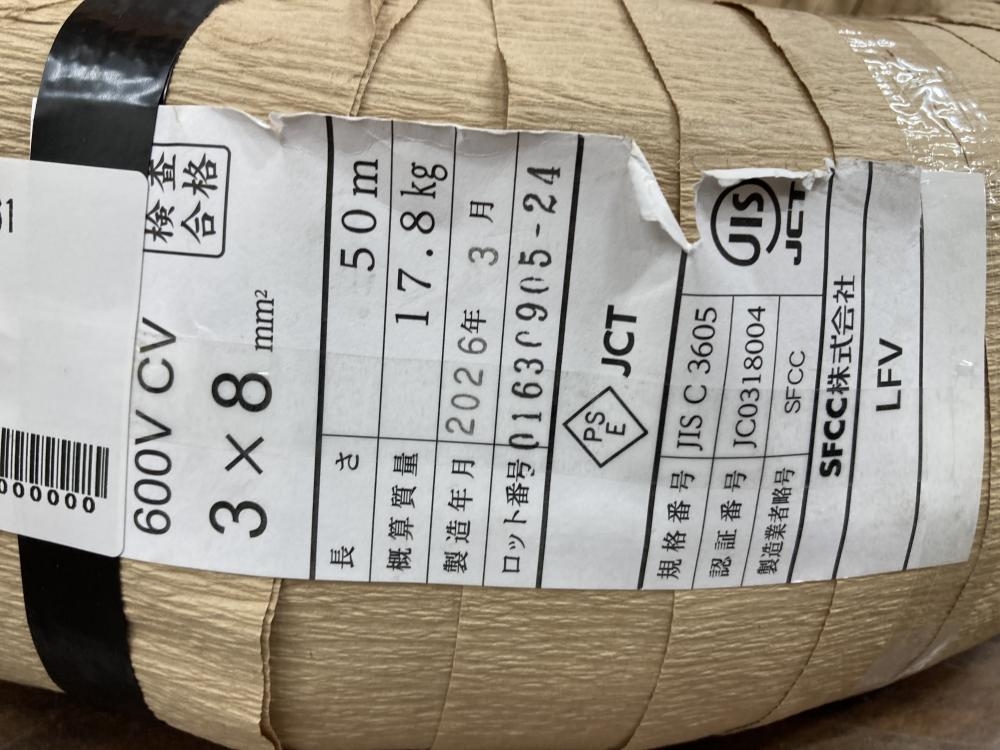 検査
合格
600V CV
3×8 mm²
長さ 50m
概算質量 17.8kg
製造年月 2026年 3月
ロット番号
PS
E
JCT
規格番号 JIS C 3605
認証番号 JC0318004
製造業者略号 SFCC
JIS
JCT
SFCC株式会社
LFV
000000